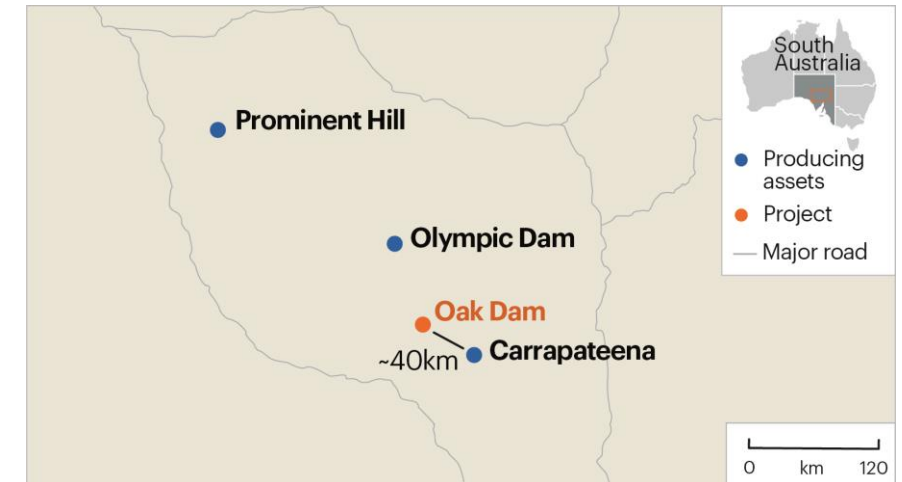 South
Australia
Prominent Hill
Producing
assets
Project
Olympic Dam
Major road
Oak Dam
Carrapateena
~40km
0 km 120